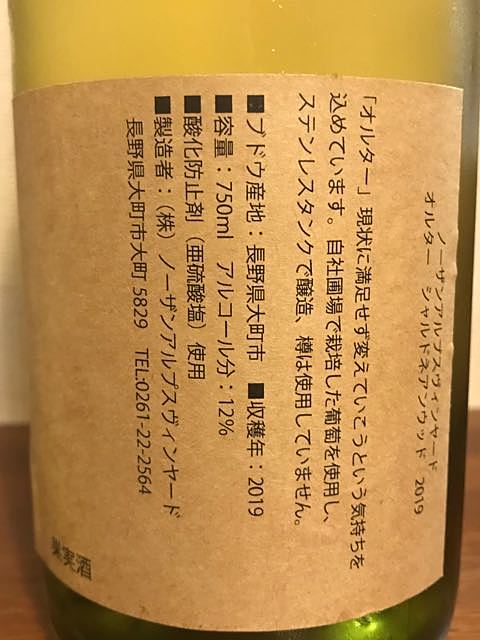 ノーザンアルプスヴィンヤード
オルター シャルドネアンウッド 2019
「オルター」現状に満足せず変えていこうという気持ちを
込めています。自社圃場で栽培した葡萄を使用し、
ステンレスタンクで醸造、樽は使用していません。
■ブドウ産地：長野県大町市 ■収穫年：2019
■容量：750ml アルコール分：12%
■酸化防止剤（亜硫酸塩）使用
■製造者：（株）ノーザンアルプスヴィンヤード
長野県大町市大町 5829 TEL:0261-22-2564
果実酒